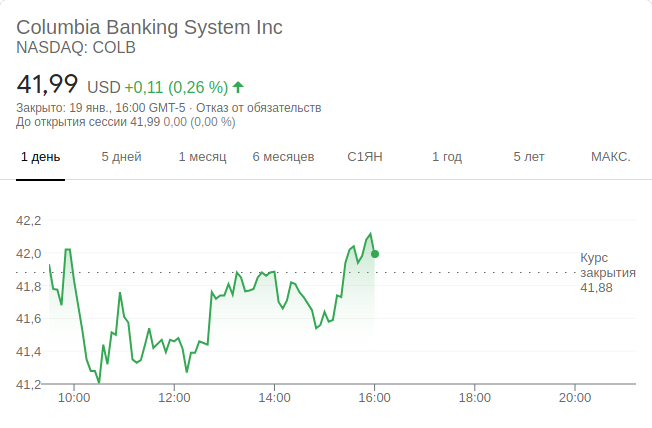 Columbia Banking System Inc
NASDAQ: COLB
41,99 USD +0,11 (0,26 %)
Закрыто: 19 янв., 16:00 GMT-5 · Отказ от обязательств
До открытия сессии 41,99 0,00 (0,00 %)
1 день 5 дней 1 месяц 6 месяцев С1ЯН 1 год 5 лет МАКС.
42,2
42,0
Курс
закрытия
41,88
41,8
41,6
41,4
41,2
10:00 12:00 14:00 16:00 18:00 20:00